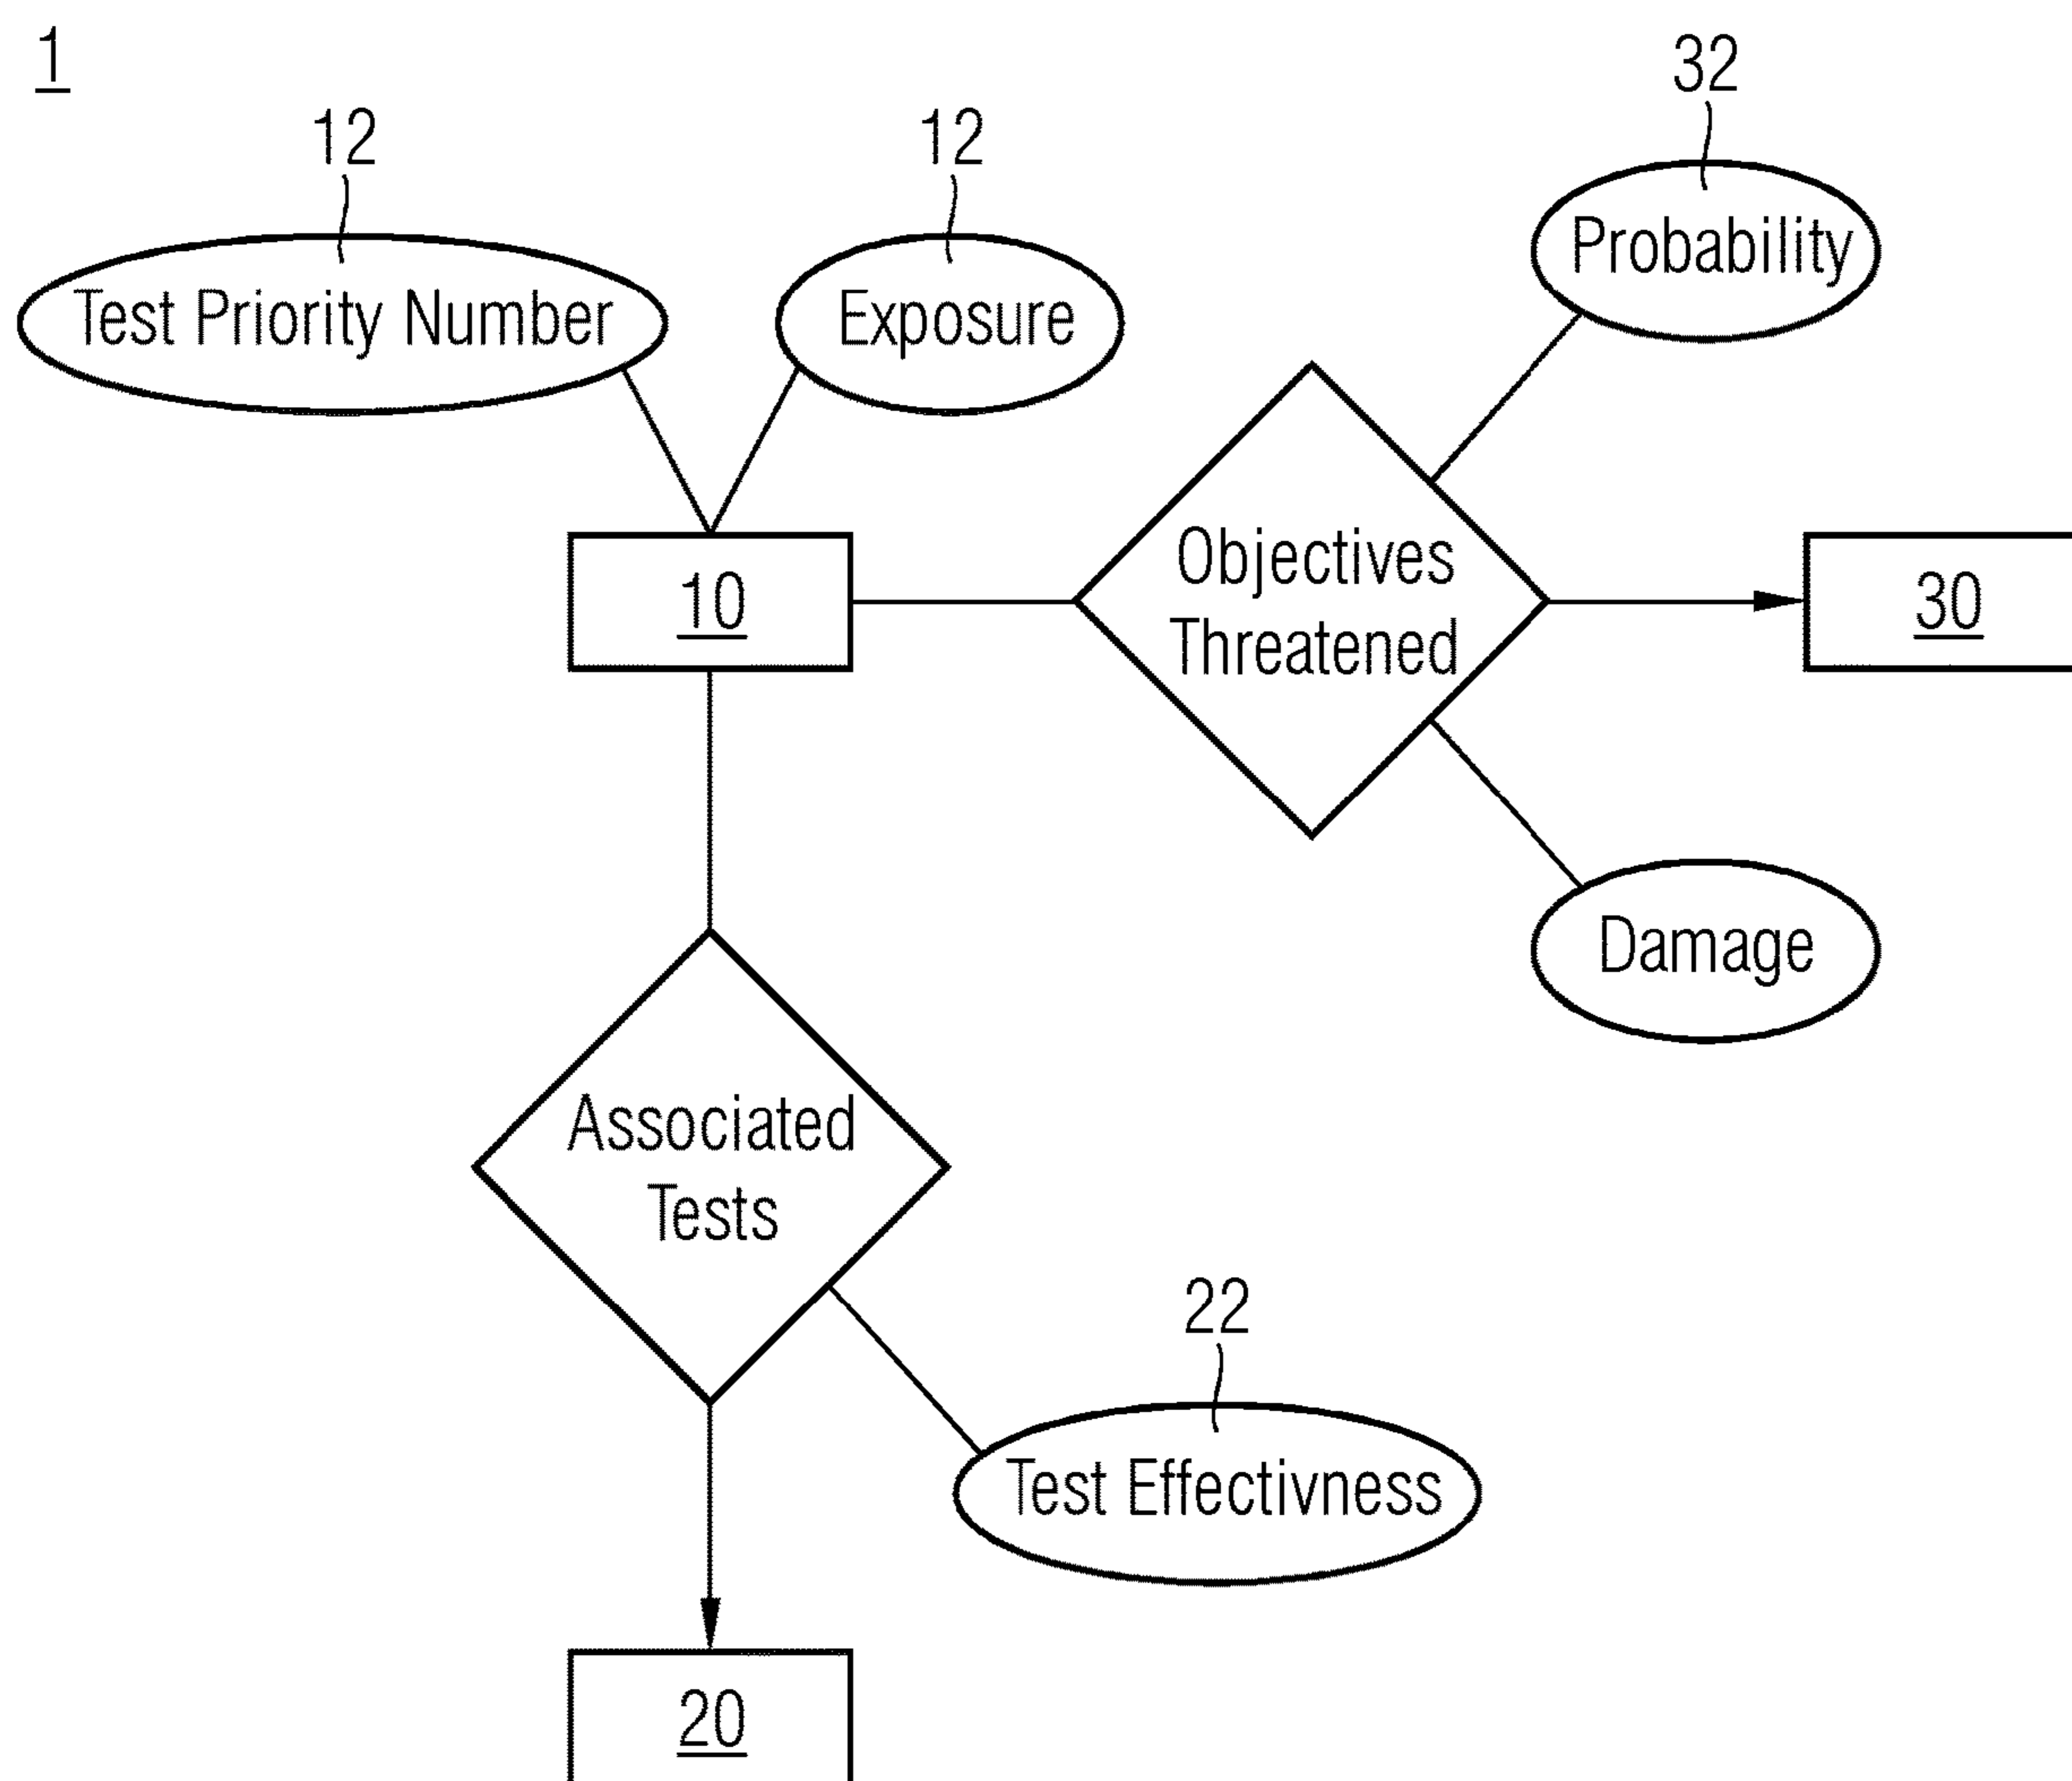 1
12
12
32
Test Priority Number
Exposure
Probability
10
Objectives
Threatened
30
Damage
Associated
Tests
22
Test Effectivness
20